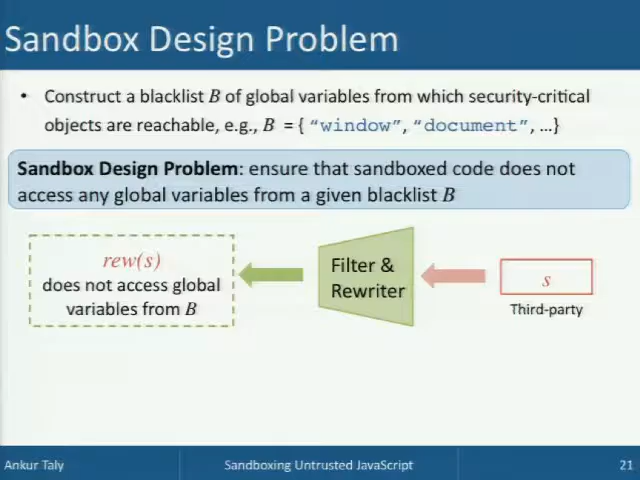 Sandbox Design Problem
• Construct a blacklist B of global variables from which security-critical
objects are reachable, e.g., B = { “window”, “document”, …}
Sandbox Design Problem: ensure that sandboxed code does not
access any global variables from a given blacklist B
rew(s)
does not access global
variables from B
Filter &
Rewriter
s
Third-party
Ankur Taly
Sandboxing Untrusted JavaScript
21